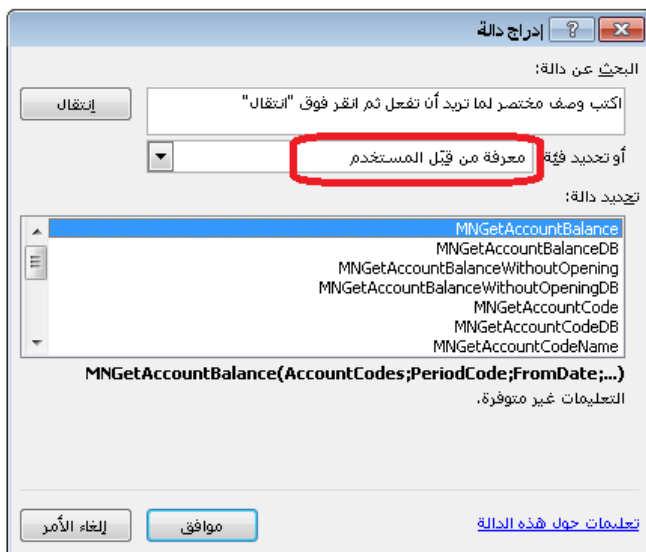 إدراج دالة
البحث عن دالة:
اكتب وصف مختصر لما تريد أن تفعل ثم انقر فوق "انتقال"
إنتقال
أو تحديد فئة
معرفة من قِبَل المستخدم
تحديد دالة:
MNGetAccountBalance
MNGetAccountBalanceDB
MNGetAccountBalanceWithoutOpening
MNGetAccountBalanceWithoutOpeningDB
MNGetAccountCode
MNGetAccountCodeDB
MNGetAccountCodeName
MNGetAccountBalance(AccountCodes;PeriodCode;FromDate;...)
التعليمات غير متوفرة.
تعليمات حول هذه الدالة
موافق
إلغاء الأمر